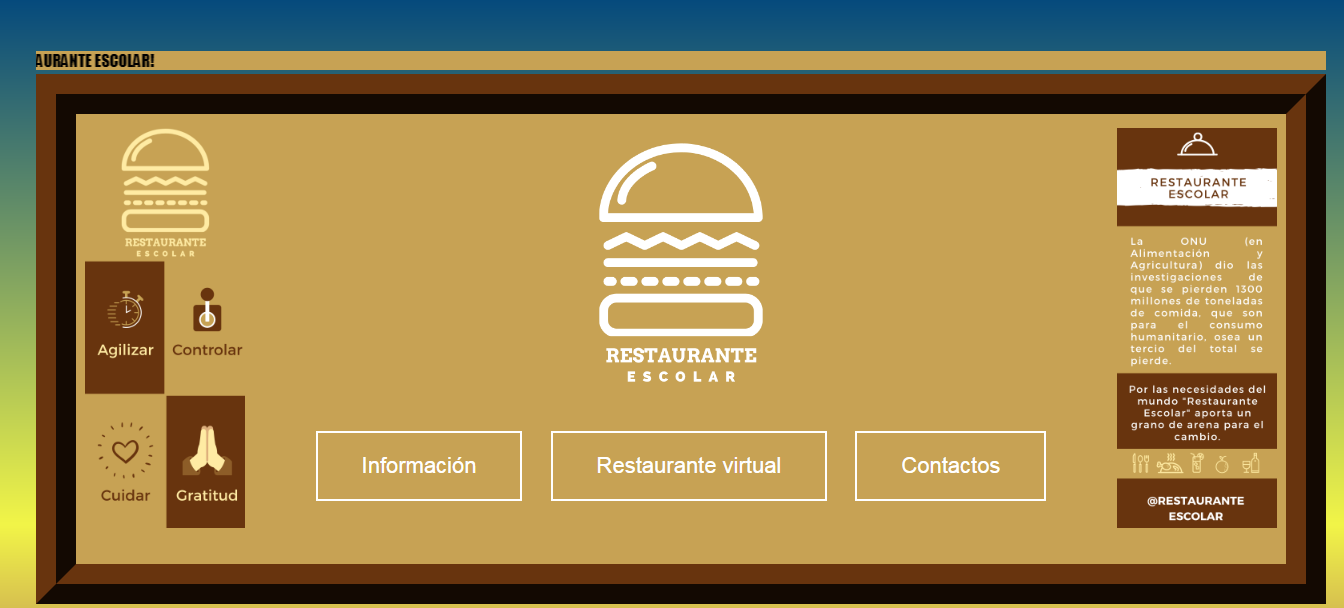 AURANTE ESCOLAR!
RESTAURANTE
ESCOLAR
Agilizar
Controlar
Cuidar
Gratitud
RESTAURANTE
ESCOLAR
Información
Restaurante virtual
Contactos
RESTAURANTE
ESCOLAR
La ONU (en
Alimentación y
Agricultura) dio las
investigaciones de
que se pierden 1300
millones de toneladas
de comida, que son
para el consumo
humanitario, osea un
tercio del total se
pierde.
Por las necesidades del
mundo "Restaurante
Escolar" aporta un
grano de arena para el
cambio.
@RESTAURANTE
ESCOLAR